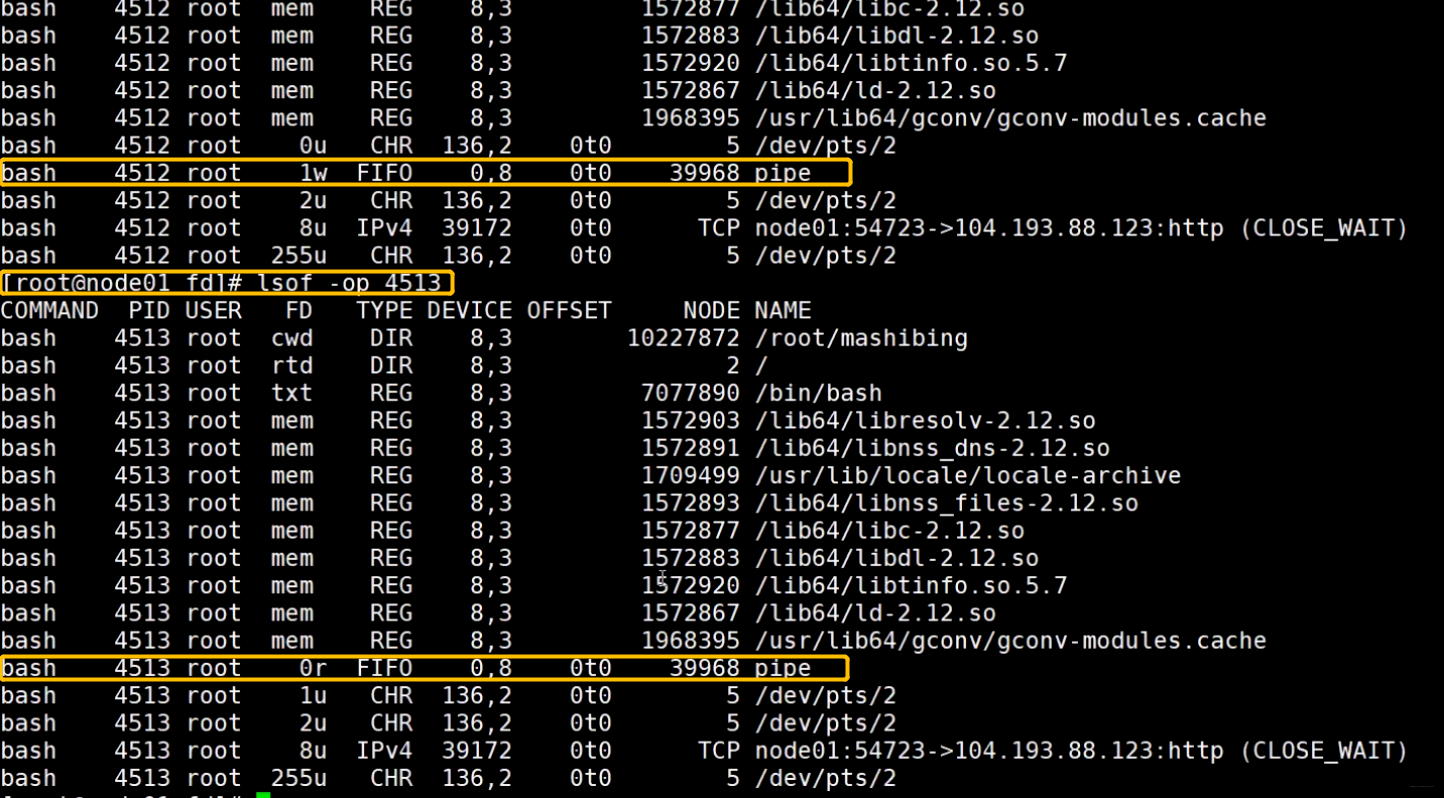 bash    4512 root  mem    REG    8,3         1572877 /lib64/libc-2.12.so
bash    4512 root  mem    REG    8,3         1572883 /lib64/libdl-2.12.so
bash    4512 root  mem    REG    8,3         1572920 /lib64/libtinfo.so.5.7
bash    4512 root  mem    REG    8,3         1572867 /lib64/ld-2.12.so
bash    4512 root  mem    REG    8,3         1968395 /usr/lib64/gconv/gconv-modules.cache
bash    4512 root    0u   CHR  136,2    0t0        5 /dev/pts/2
bash    4512 root    1w  FIFO    0,8    0t0    39968 pipe
bash    4512 root    2u   CHR  136,2    0t0        5 /dev/pts/2
bash    4512 root    8u  IPv4  39172             TCP node01:54723->104.193.88.123:http (CLOSE_WAIT)
bash    4512 root  255u   CHR  136,2    0t0        5 /dev/pts/2
[root@node01 fd]# lsof -op 4513
COMMAND  PID USER   FD   TYPE DEVICE OFFSET     NODE NAME
bash    4513 root  cwd    DIR    8,3        10227872 /root/mashibing
bash    4513 root  rtd    DIR    8,3               2 /
bash    4513 root  txt    REG    8,3         7077890 /bin/bash
bash    4513 root  mem    REG    8,3         1572903 /lib64/libresolv-2.12.so
bash    4513 root  mem    REG    8,3         1572891 /lib64/libnss_dns-2.12.so
bash    4513 root  mem    REG    8,3         1709499 /usr/lib/locale/locale-archive
bash    4513 root  mem    REG    8,3         1572893 /lib64/libnss_files-2.12.so
bash    4513 root  mem    REG    8,3         1572877 /lib64/libc-2.12.so
bash    4513 root  mem    REG    8,3         1572883 /lib64/libdl-2.12.so
bash    4513 root  mem    REG    8,3         1572920 /lib64/libtinfo.so.5.7
bash    4513 root  mem    REG    8,3         1572867 /lib64/ld-2.12.so
bash    4513 root  mem    REG    8,3         1968395 /usr/lib64/gconv/gconv-modules.cache
bash    4513 root    0r  FIFO    0,8    0t0    39968 pipe
bash    4513 root    1u   CHR  136,2    0t0        5 /dev/pts/2
bash    4513 root    2u   CHR  136,2    0t0        5 /dev/pts/2
bash    4513 root    8u  IPv4  39172             TCP node01:54723->104.193.88.123:http (CLOSE_WAIT)
bash    4513 root  255u   CHR  136,2    0t0        5 /dev/pts/2